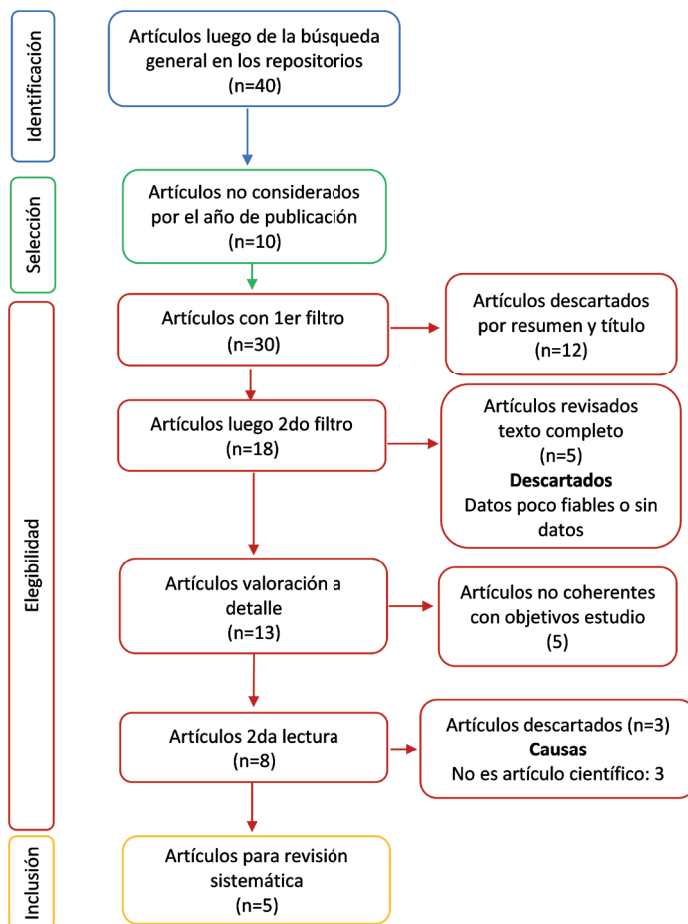 Identificación
Artículos luego de la búsqueda
general en los repositorios
(n=40)
Selección
Artículos no considerados
por el año de publicación
(n=10)
Elegibilidad
Artículos con 1er filtro
(n=30)
Artículos descartados
por resumen y título
(n=12)
Artículos luego 2do filtro
(n=18)
Artículos revisados
texto completo
(n=5)
Descartados
Datos poco fiables o sin
datos
Artículos valoración a
detalle
(n=13)
Artículos no coherentes
con objetivos estudio
(5)
Artículos 2da lectura
(n=8)
Artículos descartados (n=3)
Causas
No es artículo científico: 3
Inclusión
Artículos para revisión
sistemática
(n=5)